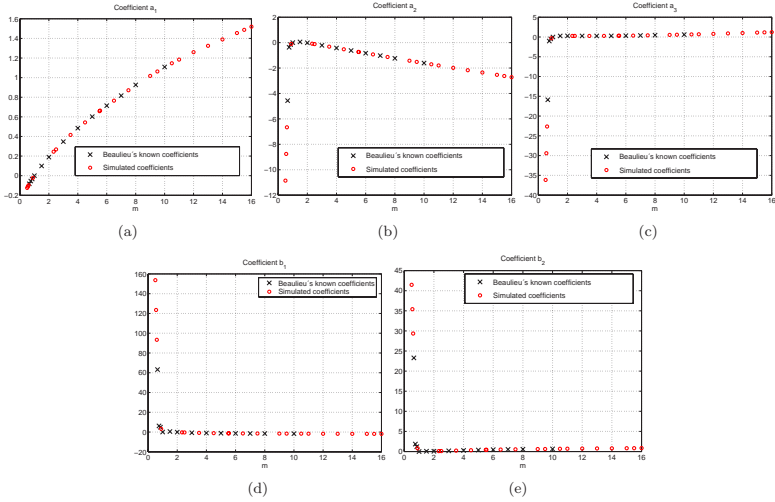 Coefficient a1
1.6
1.4
1.2
1
0.8
0.6
0.4
0.2
0
−0.2
0 2 4 6 8 10 12 14 16
m
Beaulieu´s known coefficients
Simulated coefficients
(a)
Coefficient a2
2
0
−2
−4
−6
−8
−10
−12
0 2 4 6 8 10 12 14 16
m
Beaulieu´s known coefficients
Simulated coefficients
(b)
Coefficient a3
5
0
−5
−10
−15
−20
−25
−30
−35
−40
0 2 4 6 8 10 12 14 16
m
Beaulieu´s known coefficients
Simulated coefficients
(c)
Coefficient b1
160
140
120
100
80
60
40
20
0
−20
0 2 4 6 8 10 12 14 16
m
Beaulieu´s known coefficients
Simulated coefficients
(d)
Coefficient b2
45
40
35
30
25
20
15
10
5
0
−5
0 2 4 6 8 10 12 14 16
m
Beaulieu´s known coefficients
Simulated coefficients
(e)